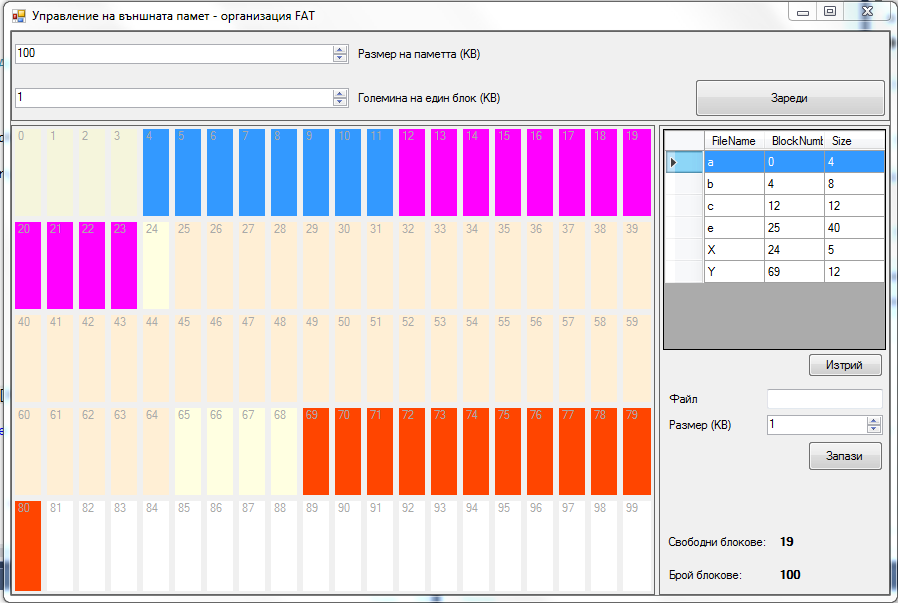 Управление на външната памет - организация FAT
100 Размер на паметта (KB)
1 Големина на един блок (KB)
Зареди
0 1 2 3 4 5 6 7 8 9 10 11 12 13 14 15 16 17 18 19
20 21 22 23 24 25 26 27 28 29 30 31 32 33 34 35 36 37 38 39
40 41 42 43 44 45 46 47 48 49 50 51 52 53 54 55 56 57 58 59
60 61 62 63 64 65 66 67 68 69 70 71 72 73 74 75 76 77 78 79
80 81 82 83 84 85 86 87 88 89 90 91 92 93 94 95 96 97 98 99
FileName BlockNumb Size
a 0 4
b 4 8
c 12 12
e 25 40
X 24 5
Y 69 12
Изтрий
Файл
Размер (KB) 1
Запази
Свободни блокове: 19
Брой блокове: 100